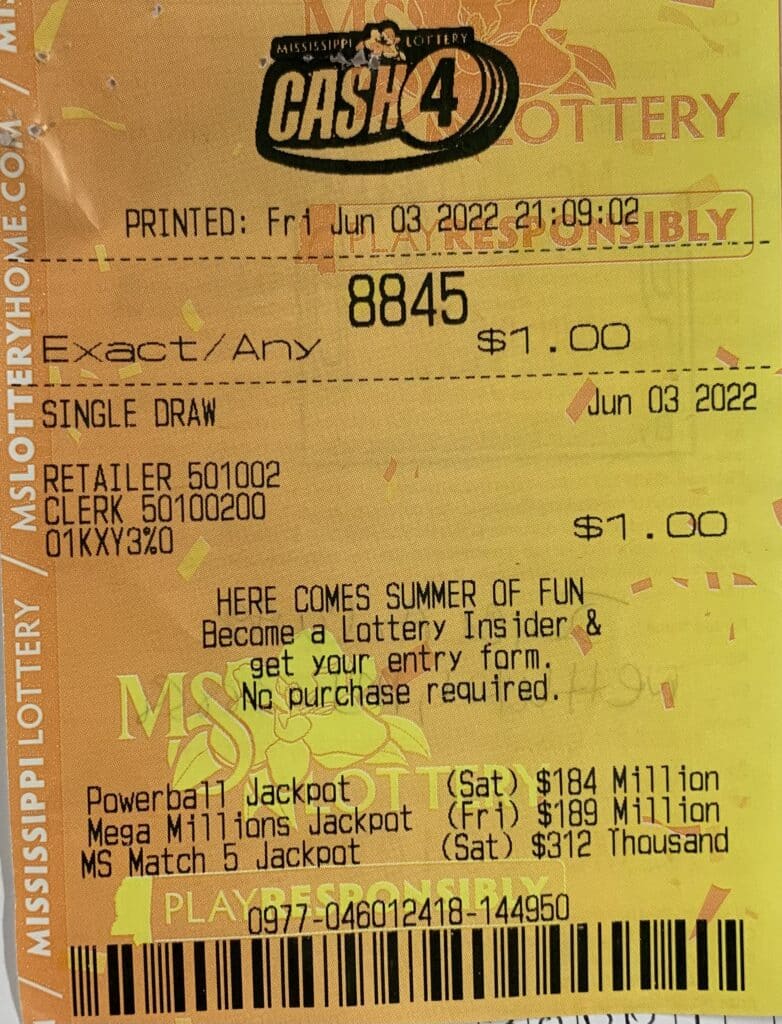 MISSISSIPPI LOTTERY
CASH 4
MS LOTTERY
PRINTED: Fri Jun 03 2022 21:09:02
PLAY RESPONSIBLY
8845
Exact/Any $1.00
SINGLE DRAW Jun 03 2022
RETAILER 501002
CLERK 50100200
01KXY3%0 $1.00
HERE COMES SUMMER OF FUN
Become a Lottery Insider &
get your entry form.
No purchase required.
MS LOTTERY
Powerball Jackpot (Sat) $184 Million
Mega Millions Jackpot (Fri) $189 Million
MS Match 5 Jackpot (Sat) $312 Thousand
PLAY RESPONSIBLY
0977-046012418-144950
/ MISSISSIPPI LOTTERY / MSLOTTERYHOME.COM / MI